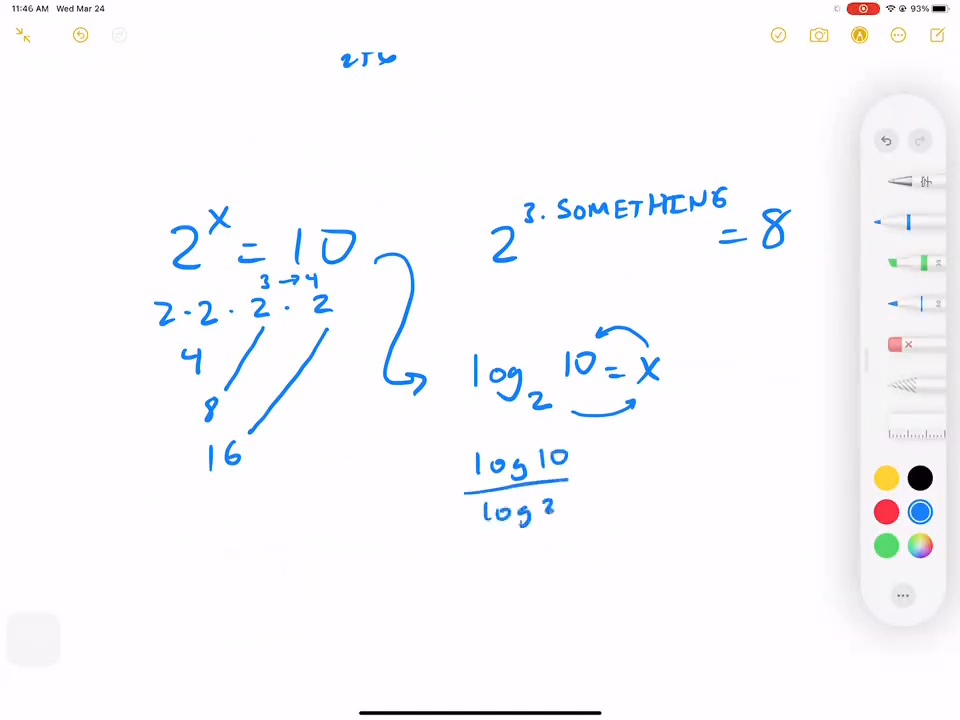 11:46 AM Wed Mar 24
93%
2^x = 10
2^3. SOMETHING = 8
3 → 4
2 · 2 · 2 · 2
4
8
16
log_2 10 = x
log 10
log 2